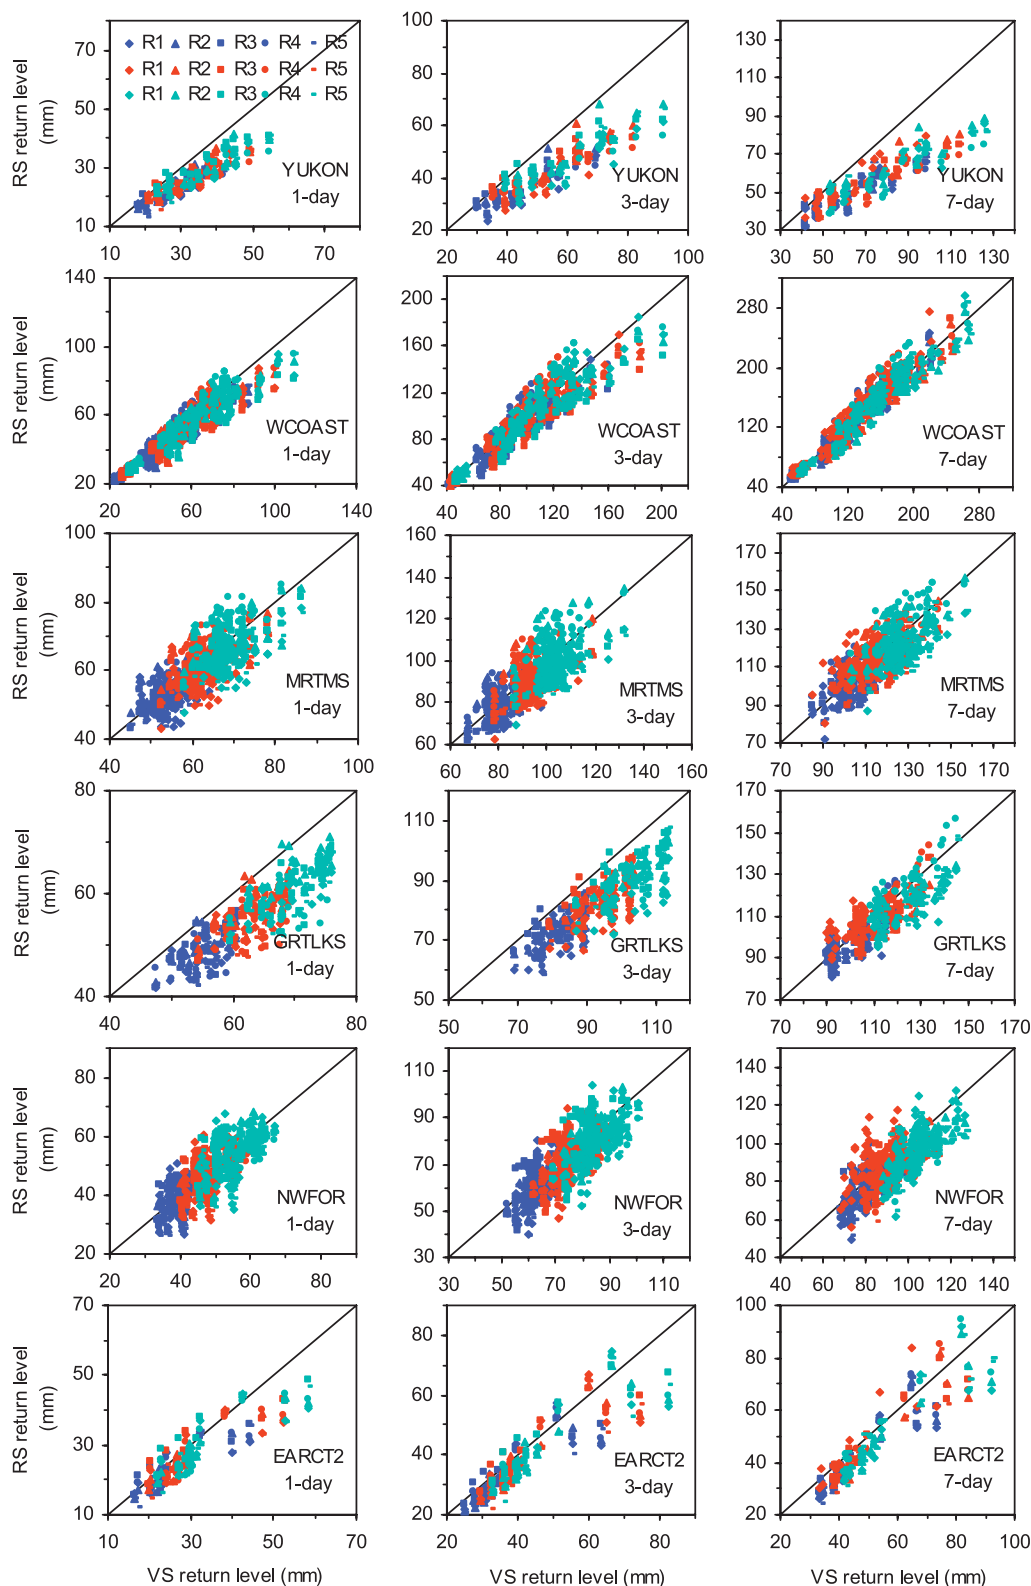 RS return level (mm)
70
50
30
10
R1 R2 R3 R4 R5
R1 R2 R3 R4 R5
R1 R2 R3 R4 R5
YUKON
1-day
10 30 50 70
100
80
60
40
20
YUKON
3-day
20 40 60 80 100
130
110
90
70
50
30
YUKON
7-day
30 50 70 90 110 130
RS return level (mm)
140
100
60
20
WCOAST
1-day
20 40 60 80 100 120 140
200
160
120
80
40
WCOAST
3-day
40 80 120 160 200
280
200
120
40
WCOAST
7-day
40 120 200 280
RS return level (mm)
100
80
60
40
MRTMS
1-day
40 60 80 100
160
140
120
100
80
60
MRTMS
3-day
60 80 100 120 140 160
170
150
130
110
90
70
MRTMS
7-day
70 90 110 130 150 180
RS return level (mm)
80
60
40
GRTLKS
1-day
40 60 80
110
90
70
50
GRTLKS
3-day
50 70 90 110
170
150
130
110
90
70
GRTLKS
7-day
70 90 110 130 150 170
RS return level (mm)
80
60
40
20
NWFOR
1-day
20 40 60 80
110
90
70
50
30
NWFOR
3-day
30 50 70 90 110
140
120
100
80
60
40
NWFOR
7-day
40 60 80 100 120 140
RS return level (mm)
70
50
30
10
EARCT2
1-day
10 30 50 70
VS return level (mm)
80
60
40
20
EARCT2
3-day
20 40 60 80
VS return level (mm)
100
80
60
40
20
EARCT2
7-day
20 40 60 80 100
VS return level (mm)